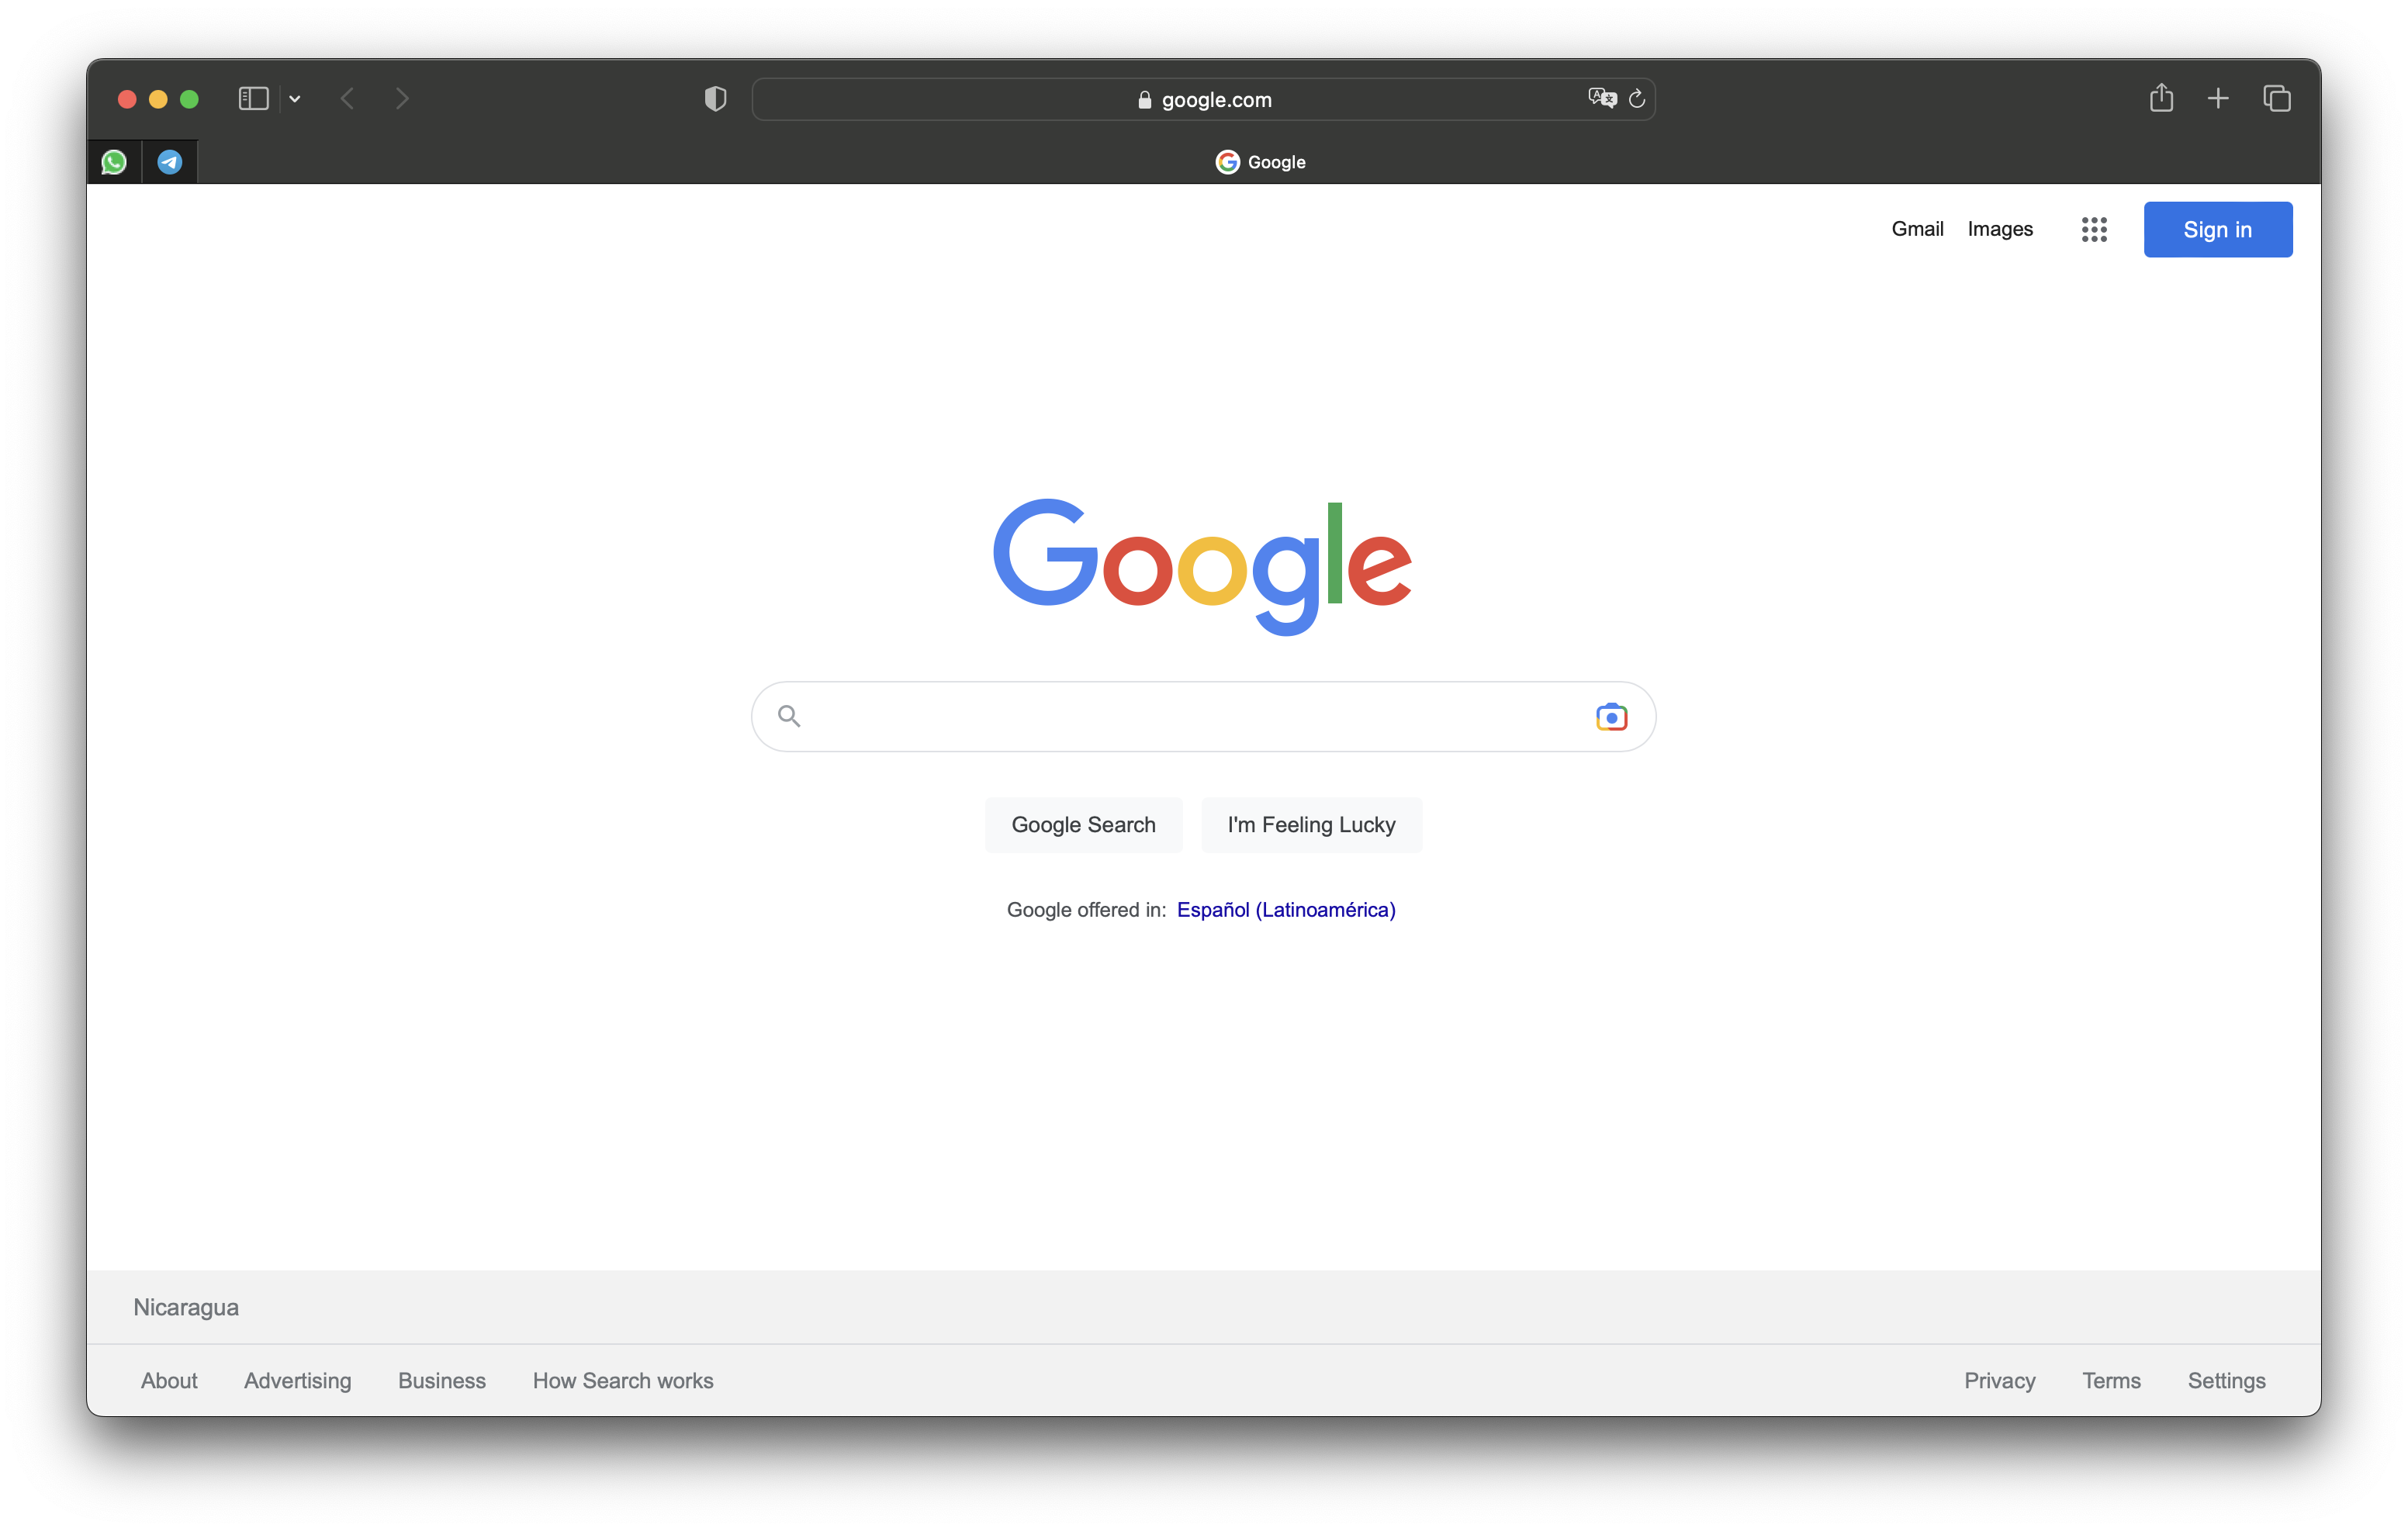 google.com
Google
Gmail Images Sign in
Google
Google Search I'm Feeling Lucky
Google offered in: Español (Latinoamérica)
Nicaragua
About Advertising Business How Search works Privacy Terms Settings